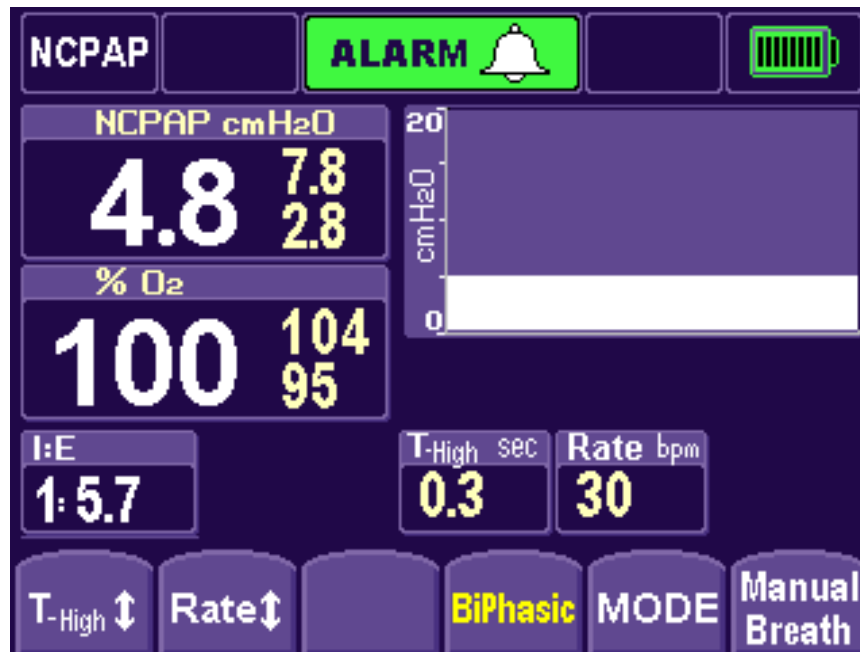 NCPAP
ALARM
NCPAP cmH2O
4.8
7.8
2.8
20
cmH2O
0
% O2
100
104
95
I:E
1:5.7
T-High sec
0.3
Rate bpm
30
T-High ↕
Rate↕
BiPhasic
MODE
Manual
Breath